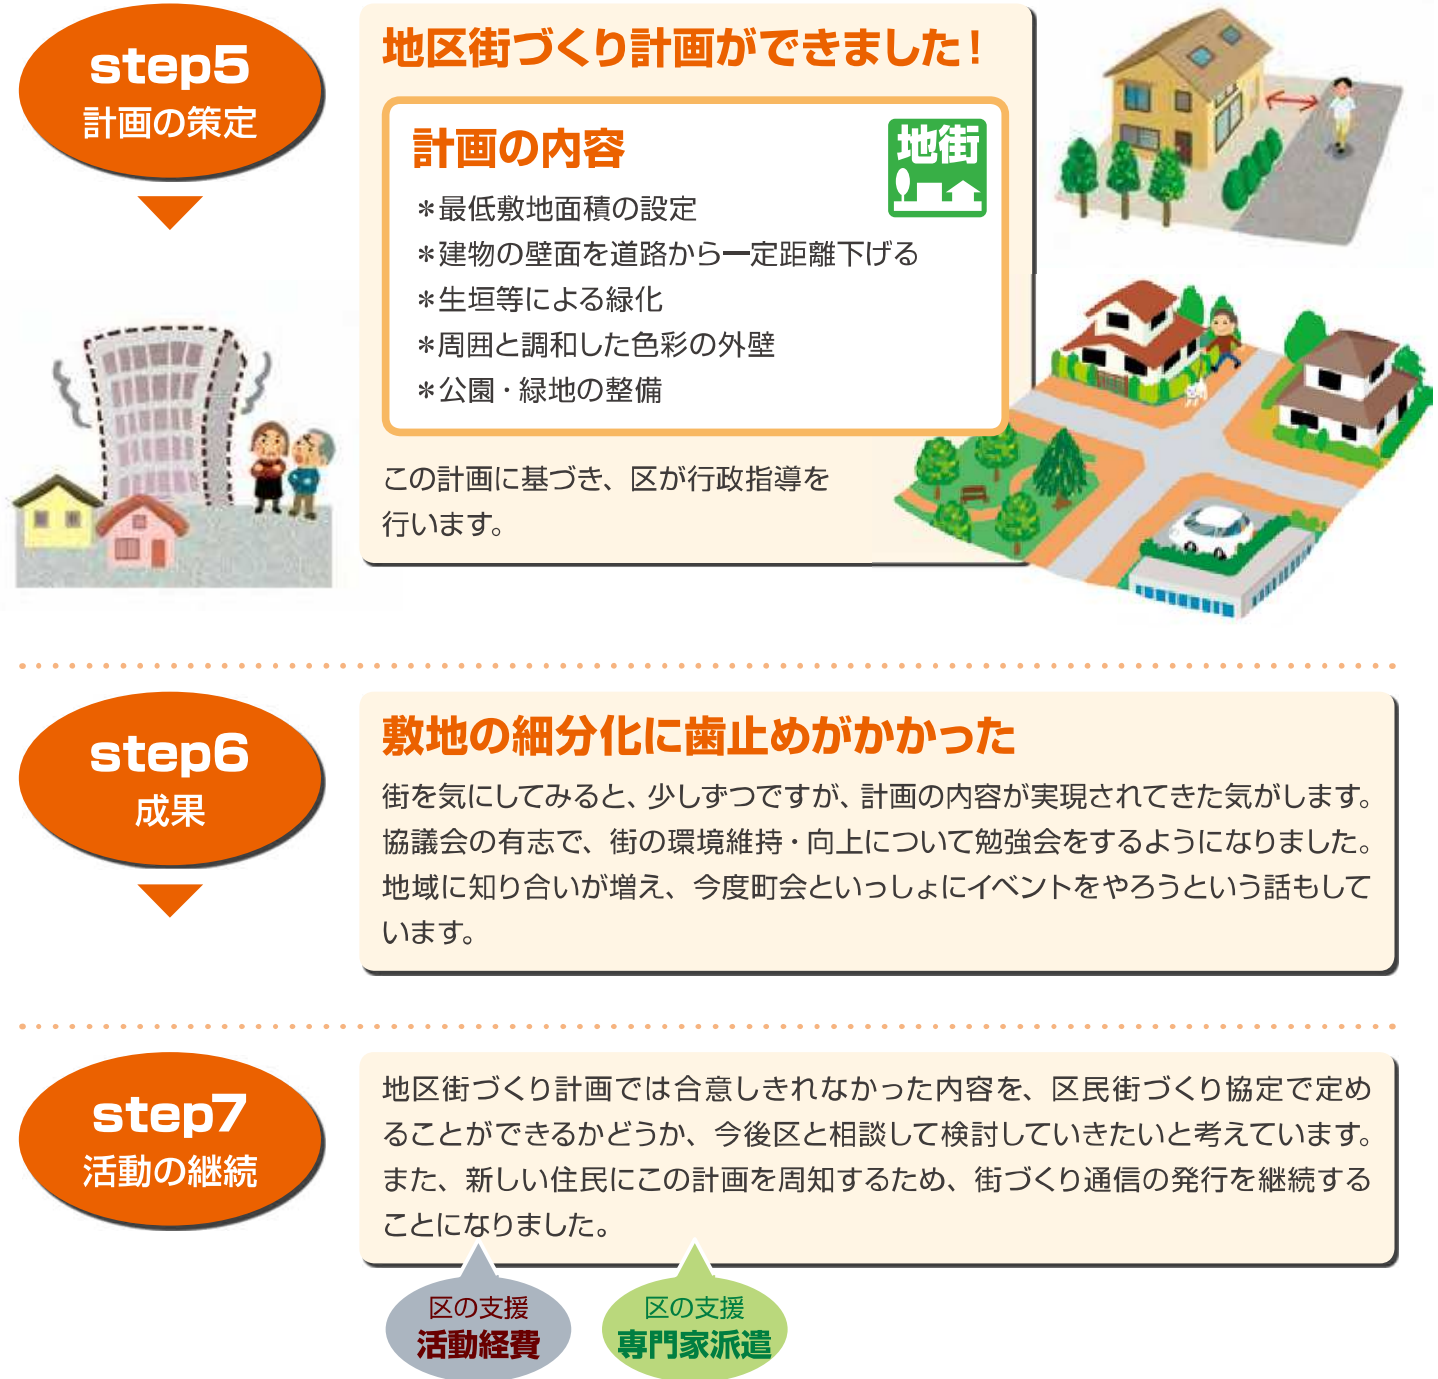 step5
計画の策定
地区街づくり計画ができました！
計画の内容
地街
＊最低敷地面積の設定
＊建物の壁面を道路から一定距離下げる
＊生垣等による緑化
＊周囲と調和した色彩の外壁
＊公園・緑地の整備
この計画に基づき、区が行政指導を
行います。
step6
成果
敷地の細分化に歯止めがかかった
街を気にしてみると、少しずつですが、計画の内容が実現されてきた気がします。
協議会の有志で、街の環境維持・向上について勉強会をするようになりました。
地域に知り合いが増え、今度町会といっしょにイベントをやろうという話もして
います。
step7
活動の継続
地区街づくり計画では合意しきれなかった内容を、区民街づくり協定で定め
ることができるかどうか、今後区と相談して検討していきたいと考えています。
また、新しい住民にこの計画を周知するため、街づくり通信の発行を継続する
ことになりました。
区の支援
活動経費
区の支援
専門家派遣